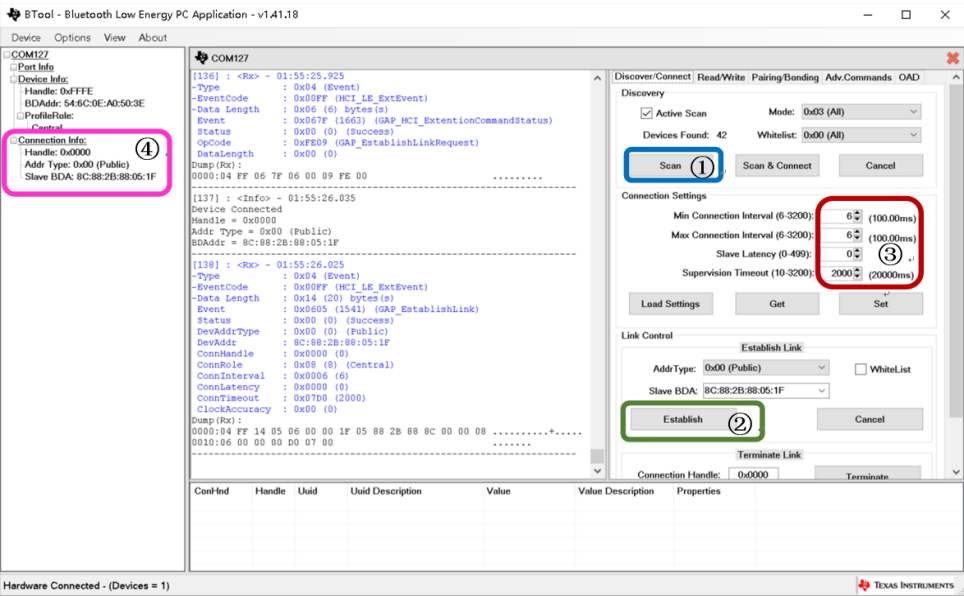 BTool - Bluetooth Low Energy PC Application - v1.41.18
Device Options View About
COM127
Port Info
Device Info:
Handle: 0xFFFE
BDAddr: 54:6C:0E:A0:50:3E
ProfileRole:
Central
Connection Info:
Handle: 0x0000
Addr Type: 0x00 (Public)
Slave BDA: 8C:88:2B:88:05:1F
④
COM127
[136] : <Rx> - 01:55:25.925
-Type : 0x04 (Event)
-EventCode : 0x00FF (HCI_LE_ExtEvent)
-Data Length : 0x06 (6) bytes(s)
Event : 0x067F (1663) (GAP_HCI_ExtentionCommandStatus)
Status : 0x00 (0) (Success)
OpCode : 0xFE09 (GAP_EstablishLinkRequest)
DataLength : 0x00 (0)
Dump(Rx):
0000:04 FF 06 7F 06 00 09 FE 00 .........
[137] : <Info> - 01:55:26.035
Device Connected
Handle = 0x0000
Addr Type = 0x00 (Public)
BDAddr = 8C:88:2B:88:05:1F
[138] : <Rx> - 01:55:26.025
-Type : 0x04 (Event)
-EventCode : 0x00FF (HCI_LE_ExtEvent)
-Data Length : 0x14 (20) bytes(s)
Event : 0x0605 (1541) (GAP_EstablishLink)
Status : 0x00 (0) (Success)
DevAddrType : 0x00 (0) (Public)
DevAddr : 8C:88:2B:88:05:1F
ConnHandle : 0x0000 (0)
ConnRole : 0x08 (8) (Central)
ConnInterval : 0x0006 (6)
ConnLatency : 0x0000 (0)
ConnTimeout : 0x07D0 (2000)
ClockAccuracy : 0x00 (0)
Dump(Rx):
0000:04 FF 14 05 06 00 00 1F 05 88 2B 88 8C 00 00 08 ..........+.....
0010:06 00 00 00 D0 07 00 .......
Discover/Connect Read/Write Pairing/Bonding Adv.Commands OAD
Discovery
Active Scan Mode: 0x03 (All)
Devices Found: 42 Whitelist: 0x00 (All)
Scan ① Scan & Connect Cancel
Connection Settings
Min Connection Interval (6-3200): 6 (100.00ms)
Max Connection Interval (6-3200): 6 (100.00ms)
Slave Latency (0-499): 0 ③
Supervision Timeout (10-3200): 2000 (20000ms)
Load Settings Get Set
Link Control
Establish Link
AddrType: 0x00 (Public) WhiteList
Slave BDA: 8C:88:2B:88:05:1F
Establish ② Cancel
Terminate Link
Connection Handle: 0x0000 Terminate
ConHnd Handle Uuid Uuid Description Value Value Description Properties
Hardware Connected - (Devices = 1)
TEXAS INSTRUMENTS